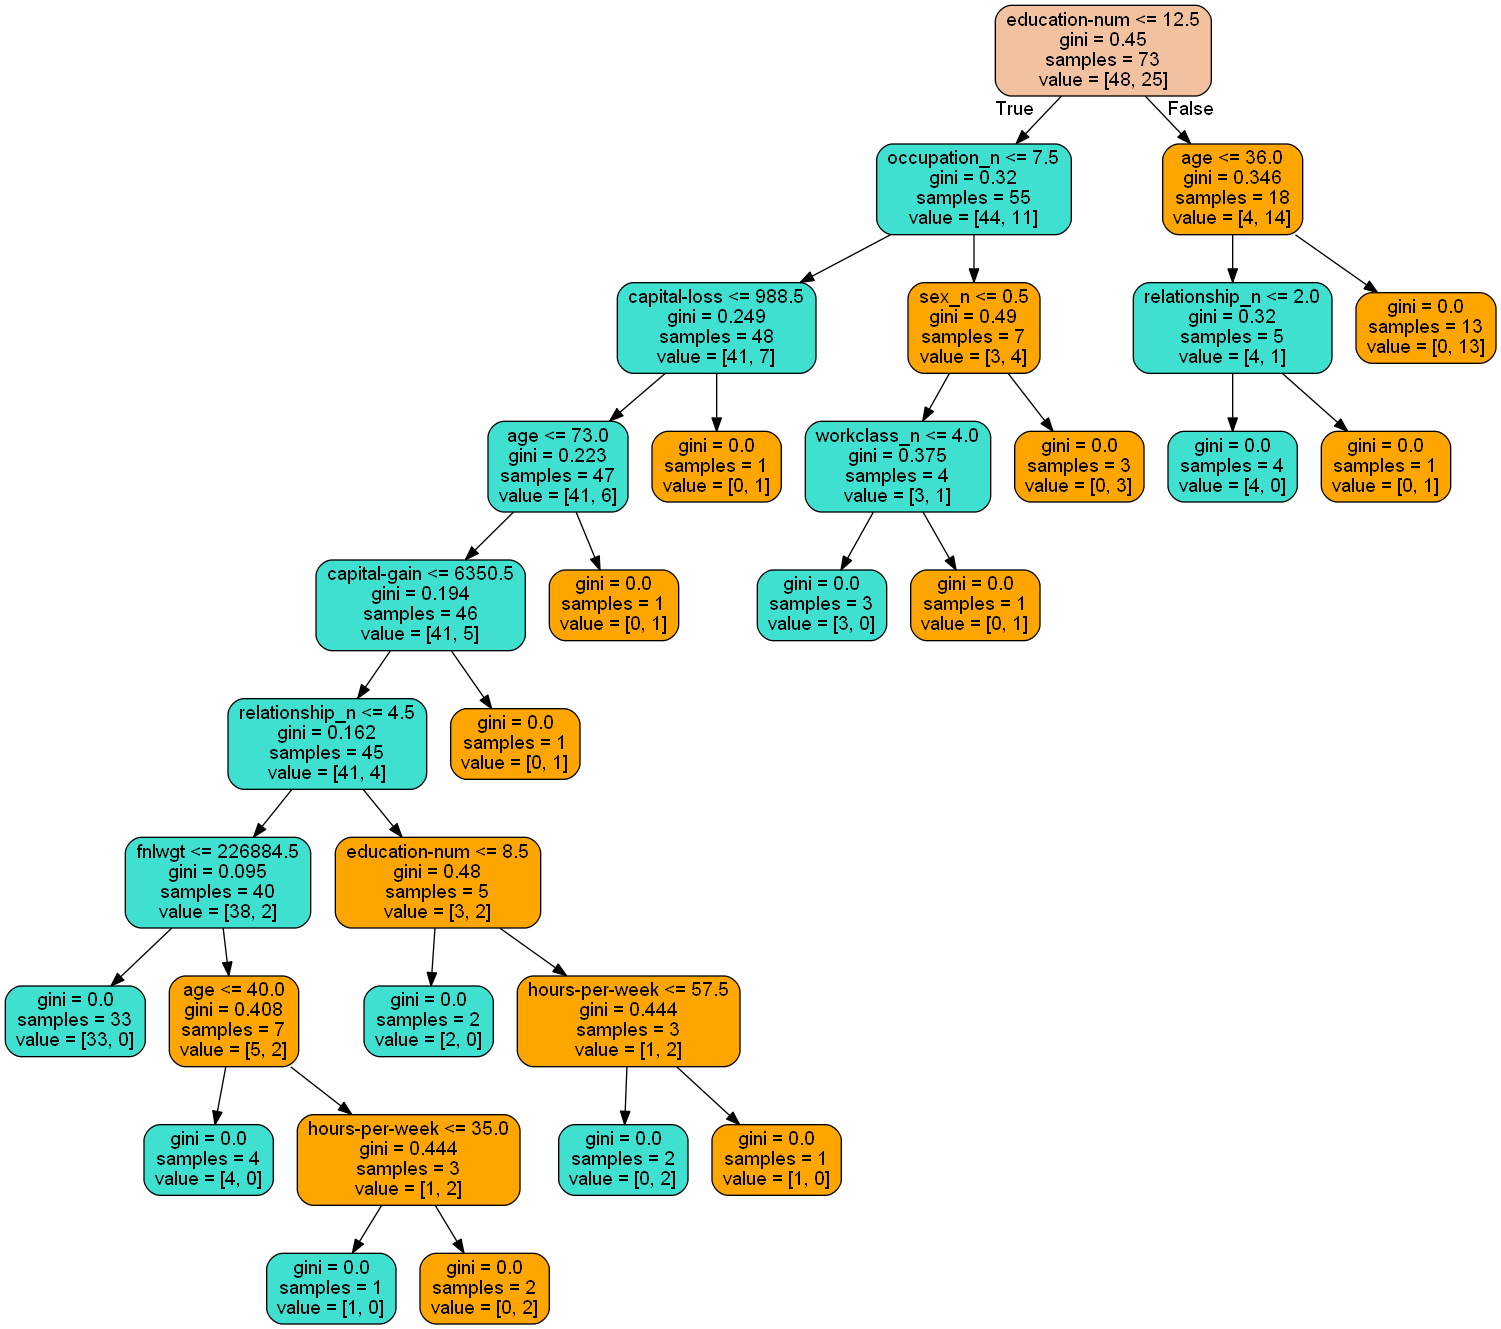 education-num <= 12.5
gini = 0.45
samples = 73
value = [48, 25]
True
False
occupation_n <= 7.5
gini = 0.32
samples = 55
value = [44, 11]
age <= 36.0
gini = 0.346
samples = 18
value = [4, 14]
capital-loss <= 988.5
gini = 0.249
samples = 48
value = [41, 7]
sex_n <= 0.5
gini = 0.49
samples = 7
value = [3, 4]
relationship_n <= 2.0
gini = 0.32
samples = 5
value = [4, 1]
gini = 0.0
samples = 13
value = [0, 13]
age <= 73.0
gini = 0.223
samples = 47
value = [41, 6]
gini = 0.0
samples = 1
value = [0, 1]
workclass_n <= 4.0
gini = 0.375
samples = 4
value = [3, 1]
gini = 0.0
samples = 3
value = [0, 3]
gini = 0.0
samples = 4
value = [4, 0]
gini = 0.0
samples = 1
value = [0, 1]
capital-gain <= 6350.5
gini = 0.194
samples = 46
value = [41, 5]
gini = 0.0
samples = 1
value = [0, 1]
gini = 0.0
samples = 3
value = [3, 0]
gini = 0.0
samples = 1
value = [0, 1]
relationship_n <= 4.5
gini = 0.162
samples = 45
value = [41, 4]
gini = 0.0
samples = 1
value = [0, 1]
fnlwgt <= 226884.5
gini = 0.095
samples = 40
value = [38, 2]
education-num <= 8.5
gini = 0.48
samples = 5
value = [3, 2]
gini = 0.0
samples = 33
value = [33, 0]
age <= 40.0
gini = 0.408
samples = 7
value = [5, 2]
gini = 0.0
samples = 2
value = [2, 0]
hours-per-week <= 57.5
gini = 0.444
samples = 3
value = [1, 2]
gini = 0.0
samples = 4
value = [4, 0]
hours-per-week <= 35.0
gini = 0.444
samples = 3
value = [1, 2]
gini = 0.0
samples = 2
value = [0, 2]
gini = 0.0
samples = 1
value = [1, 0]
gini = 0.0
samples = 1
value = [1, 0]
gini = 0.0
samples = 2
value = [0, 2]